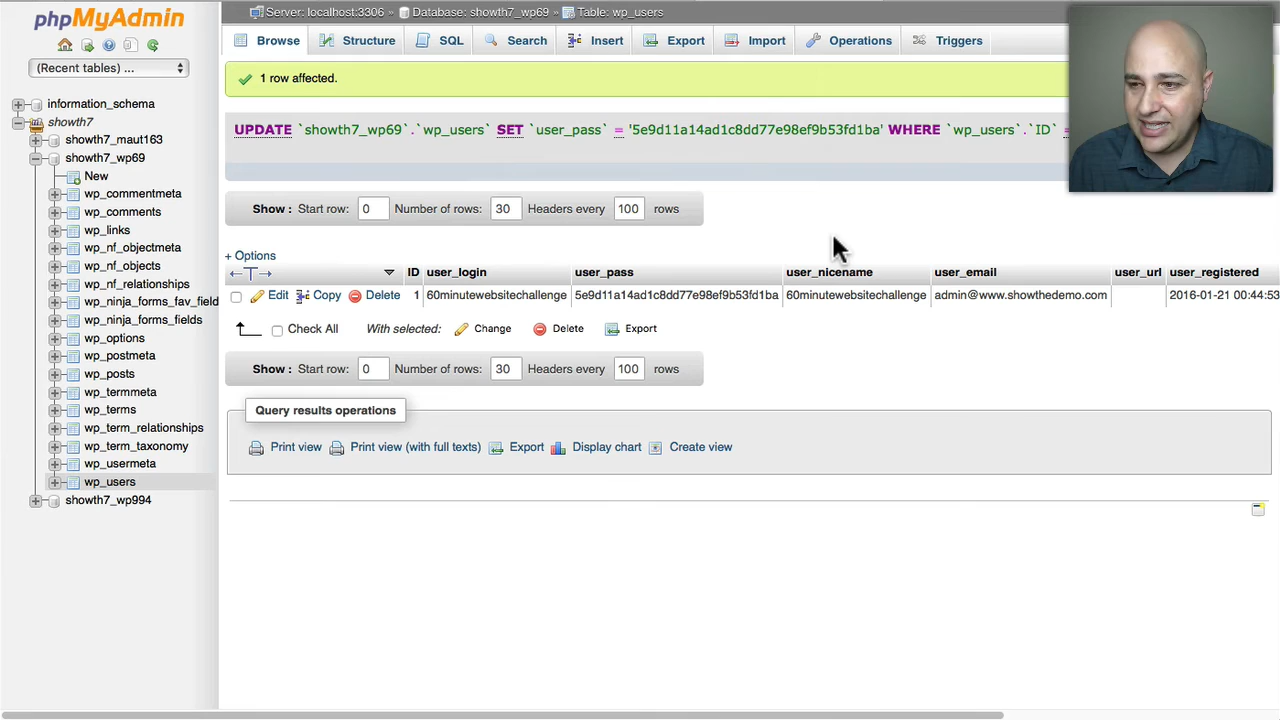 phpMyAdmin
(Recent tables) ...
information_schema
showth7
showth7_maut163
showth7_wp69
New
wp_commentmeta
wp_comments
wp_links
wp_nf_objectmeta
wp_nf_objects
wp_nf_relationships
wp_ninja_forms_fav_field
wp_ninja_forms_fields
wp_options
wp_postmeta
wp_posts
wp_termmeta
wp_terms
wp_term_relationships
wp_term_taxonomy
wp_usermeta
wp_users
showth7_wp994
Server: localhost:3306 » Database: showth7_wp69 » Table: wp_users
Browse Structure SQL Search Insert Export Import Operations Triggers
1 row affected.
UPDATE `showth7_wp69`.`wp_users` SET `user_pass` = '5e9d11a14ad1c8dd77e98ef9b53fd1ba' WHERE `wp_users`.`ID` =
Show : Start row: 0 Number of rows: 30 Headers every 100 rows
+ Options
←T→ ID user_login user_pass user_nicename user_email user_url user_registered
Edit Copy Delete 1 60minutewebsitechallenge 5e9d11a14ad1c8dd77e98ef9b53fd1ba 60minutewebsitechallenge admin@www.showthedemo.com 2016-01-21 00:44:53
Check All With selected: Change Delete Export
Show : Start row: 0 Number of rows: 30 Headers every 100 rows
Query results operations
Print view Print view (with full texts) Export Display chart Create view